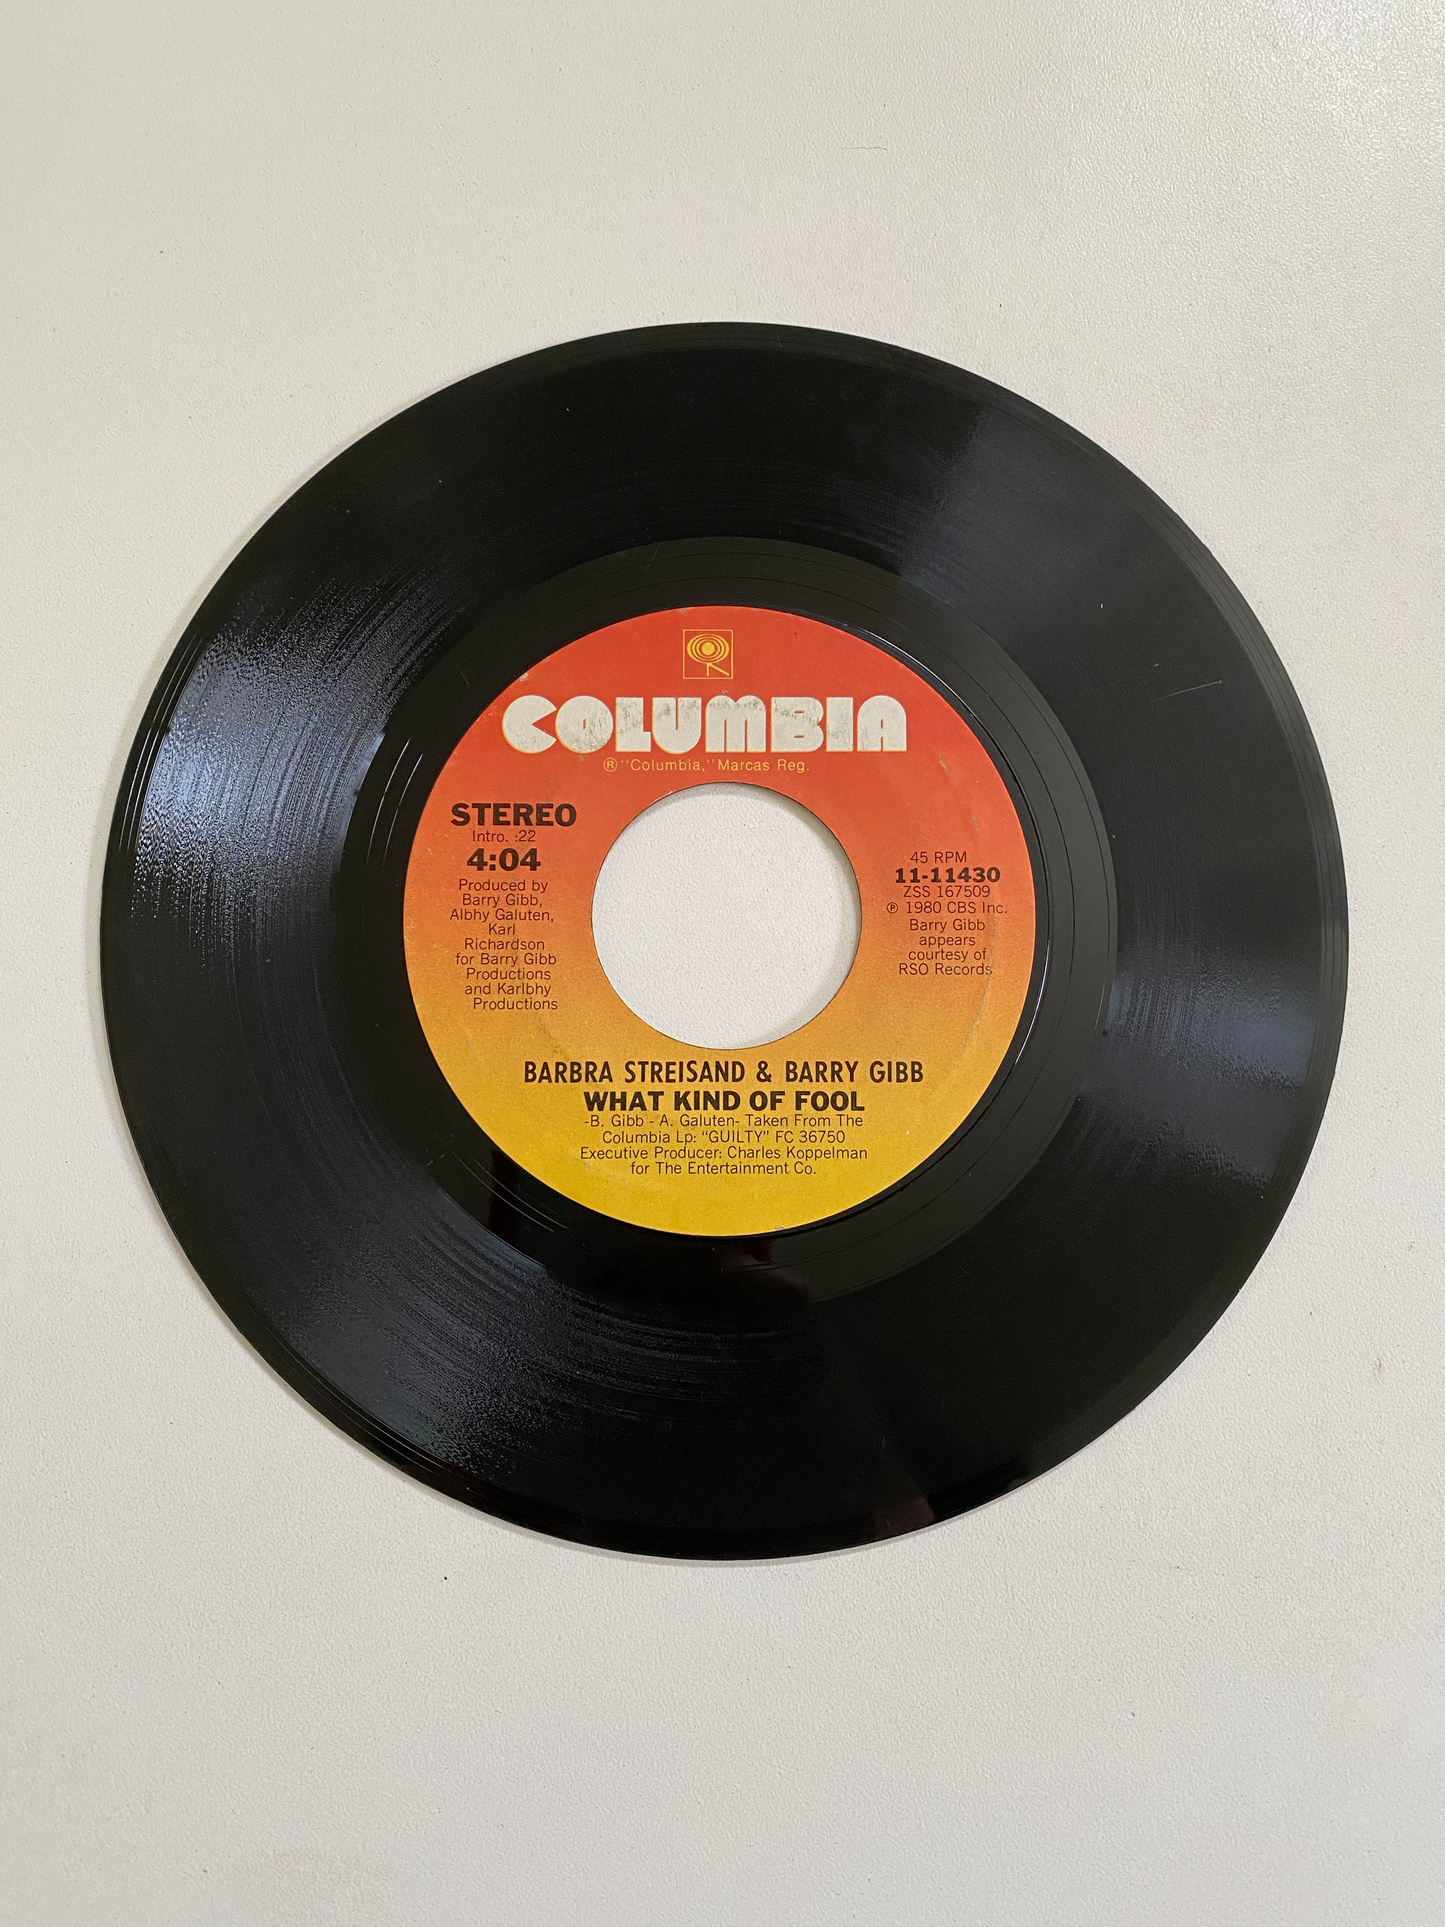 COLUMBIA
® "Columbia," Marcas Reg.
STEREO
Intro. :22
4:04
Produced by
Barry Gibb,
Albhy Galuten,
Karl
Richardson
for Barry Gibb
Productions
and Karlbhy
Productions
45 RPM
11-11430
ZSS 167509
℗ 1980 CBS Inc.
Barry Gibb
appears
courtesy of
RSO Records
BARBRA STREISAND & BARRY GIBB
WHAT KIND OF FOOL
-B. Gibb - A. Galuten- Taken From The
Columbia Lp: "GUILTY" FC 36750
Executive Producer: Charles Koppelman
for The Entertainment Co.